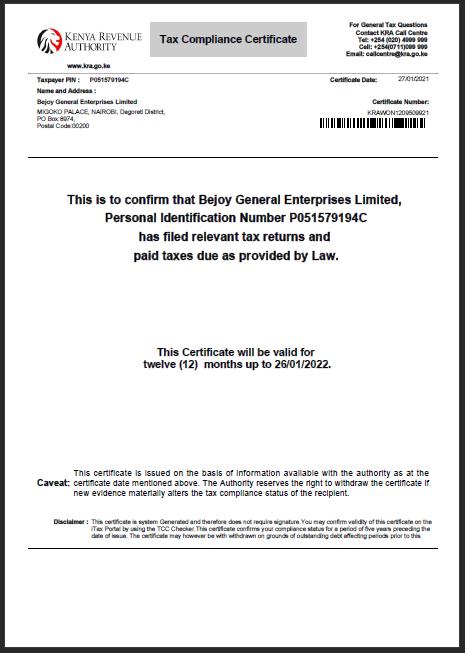 KENYA REVENUE
AUTHORITY
Tax Compliance Certificate
For General Tax Questions
Contact KRA Call Centre
Tel: +254 (020) 4999 999
Cell: +254(0711)099 999
Email: callcentre@kra.go.ke
www.kra.go.ke
Taxpayer PIN : P051579194C
Certificate Date: 27/01/2021
Name and Address :
Bejoy General Enterprises Limited
Certificate Number:
MIGOKO PALACE, NAIROBI, Dagoreti District,
KRAWON1209509921
PO Box:8974,
Postal Code:00200
This is to confirm that Bejoy General Enterprises Limited,
Personal Identification Number P051579194C
has filed relevant tax returns and
paid taxes due as provided by Law.
This Certificate will be valid for
twelve (12) months up to 26/01/2022.
Caveat: This certificate is issued on the basis of information available with the authority as at the
certificate date mentioned above. The Authority reserves the right to withdraw the certificate if
new evidence materially alters the tax compliance status of the recipient.
Disclaimer : This certificate is system Generated and therefore does not require signature.You may confirm validity of this certificate on the
iTax Portal by using the TCC Checker.This certificate confirms your compliance status for a period of five years preceding the
date of issue. The certificate may however be with withdrawn on grounds of outstanding debt affecting periods prior to this.